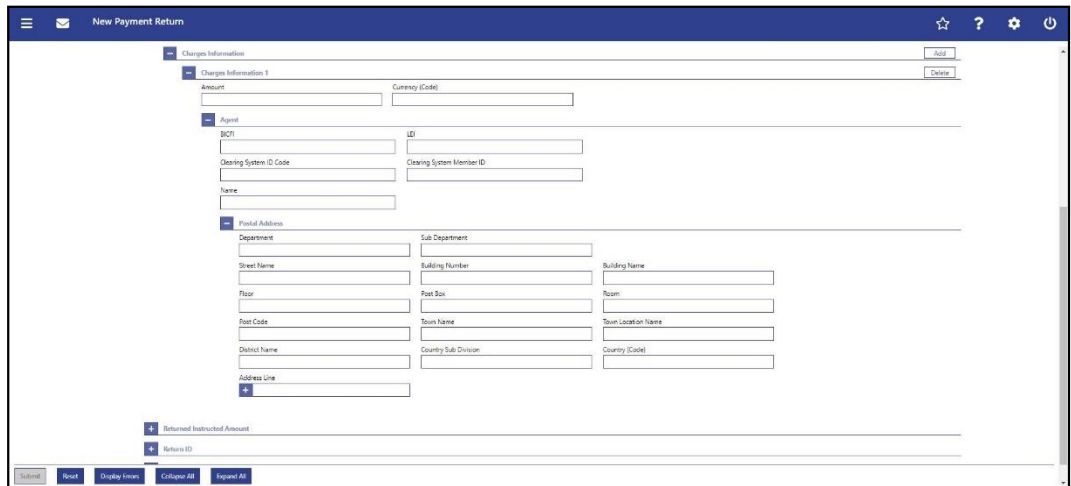 New Payment Return
Charges Information Add
Charges Information 1 Delete
Amount Currency (Code)
Agent
BICFI LEI
Clearing System ID Code Clearing System Member ID
Name
Postal Address
Department Sub Department
Street Name Building Number Building Name
Floor Post Box Room
Post Code Town Name Town Location Name
District Name Country Sub Division Country (Code)
Address Line
Returned Instructed Amount
Return ID
Submit Reset Display Errors Collapse All Expand All